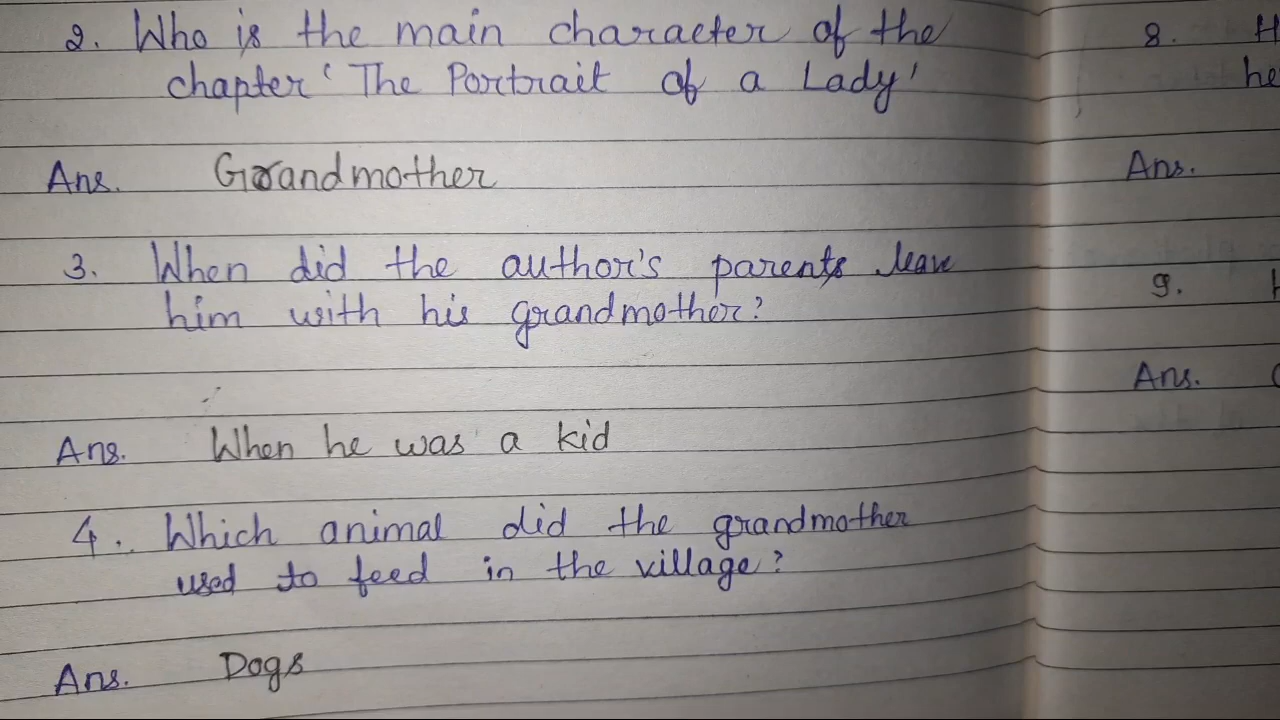 2. Who is the main character of the
chapter ' The Portrait of a Lady'
Ans. Grandmother
3. When did the author's parents leave
him with his grandmother?
Ans. When he was a kid
4. Which animal did the grandmother
used to feed in the village?
Ans. Dogs
8. H
he
Ans.
9.
Ans.